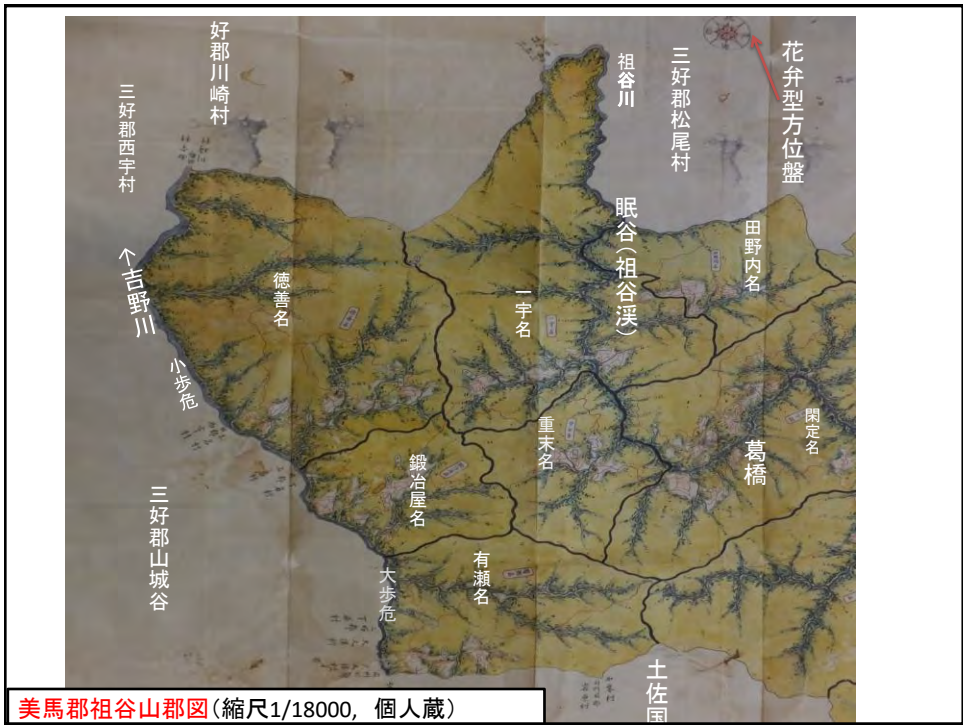 好郡川崎村
三好郡西宇村
祖谷川
三好郡松尾村
花弁型方位盤
眠谷(祖谷渓)
田野内名
↑吉野川
徳善名
一宇名
小歩危
重末名
閑定名
葛橋
鍛冶屋名
三好郡山城谷
有瀬名
大歩危
土佐国
美馬郡祖谷山郡図(縮尺1/18000, 個人蔵)